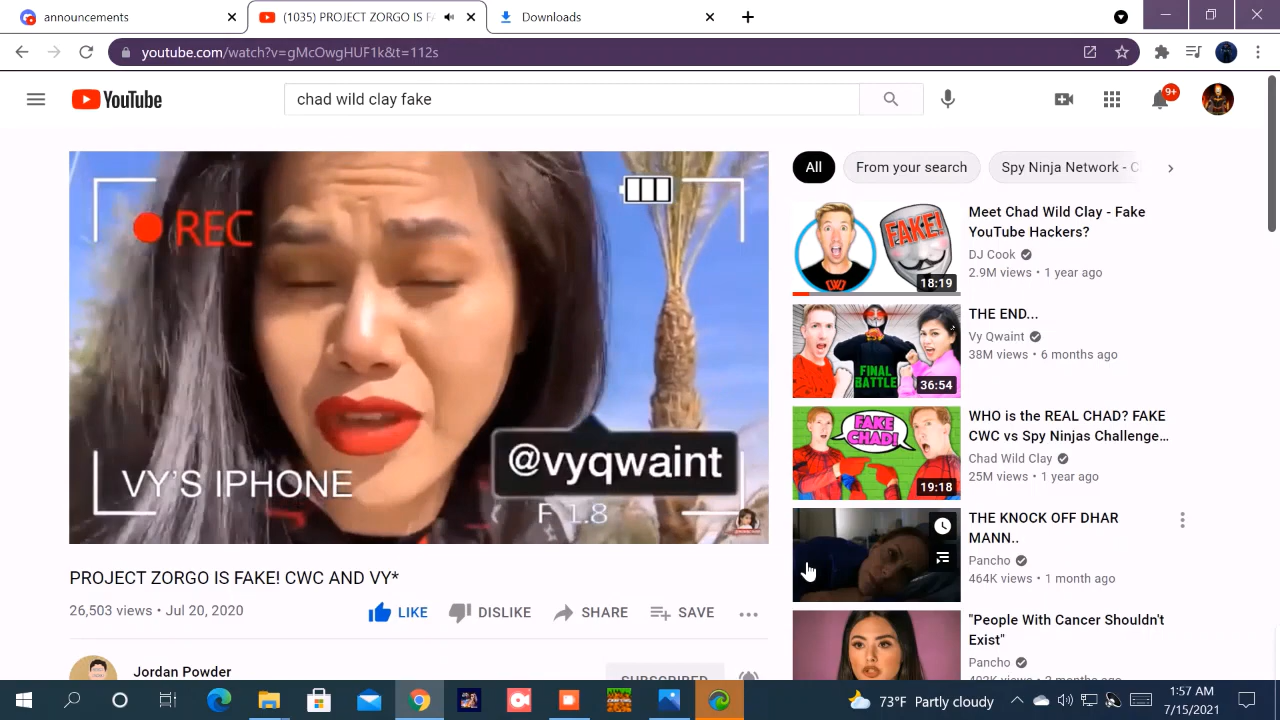 announcements
(1035) PROJECT ZORGO IS FA
Downloads
youtube.com/watch?v=gMcOwgHUF1k&t=112s
YouTube
chad wild clay fake
9+
REC
@vyqwaint
VY'S IPHONE
F 1.8
PROJECT ZORGO IS FAKE! CWC AND VY*
26,503 views • Jul 20, 2020
LIKE
DISLIKE
SHARE
SAVE
Jordan Powder
SUBSCRIBED
All
From your search
Spy Ninja Network - C
FAKE!
CWC
18:19
Meet Chad Wild Clay - Fake
YouTube Hackers?
DJ Cook
2.9M views • 1 year ago
FINAL
BATTLE
36:54
THE END...
Vy Qwaint
38M views • 6 months ago
FAKE
CHAD!
19:18
WHO is the REAL CHAD? FAKE
CWC vs Spy Ninjas Challenge...
Chad Wild Clay
25M views • 1 year ago
THE KNOCK OFF DHAR
MANN..
Pancho
464K views • 1 month ago
"People With Cancer Shouldn't
Exist"
Pancho
73°F Partly cloudy
1:57 AM
7/15/2021